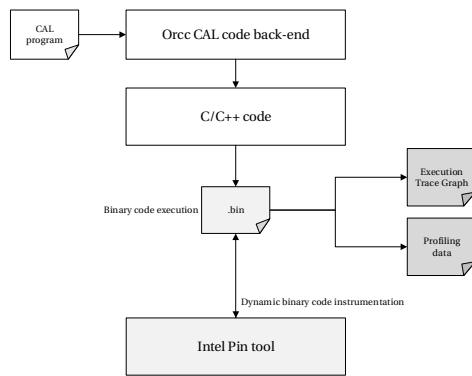 CAL
program
Orcc CAL code back-end
C/C++ code
Execution
Trace Graph
Binary code execution
.bin
Profiling
data
Dynamic binary code instrumentation
Intel Pin tool